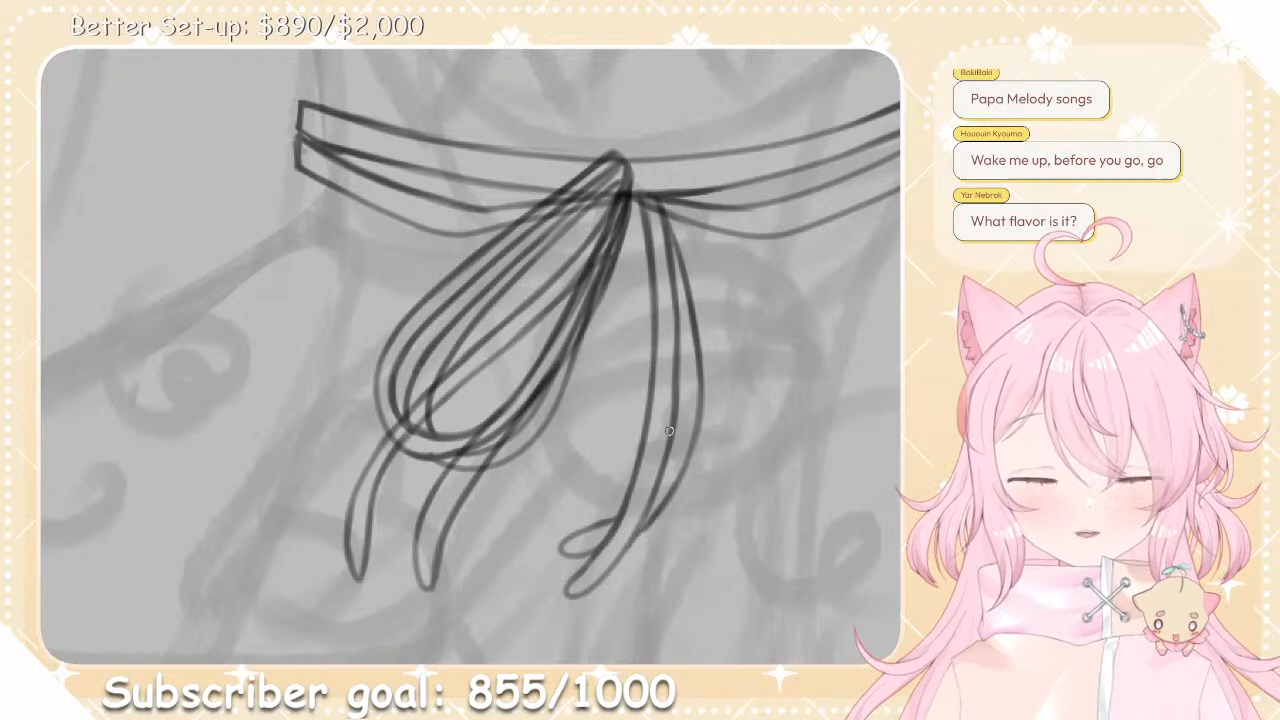 Better Set-up: $890/$2,000
BakiBaki
Papa Melody songs
Hououin Kyouma
Wake me up, before you go, go
Yar Nebrok
What flavor is it?
Subscriber goal: 855/1000